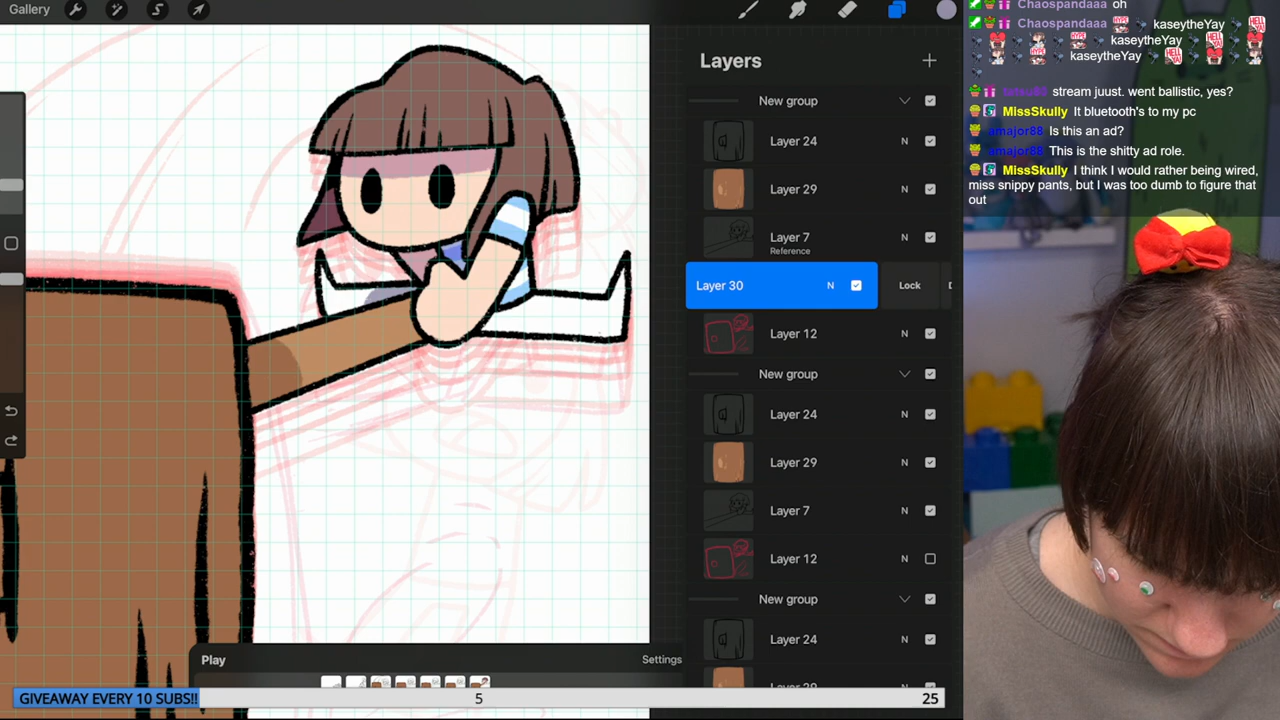 Gallery
Layers
New group
Layer 24
N
Layer 29
N
Layer 7
Reference
N
Layer 30
N
Lock
D
Layer 12
N
New group
Layer 24
N
Layer 29
N
Layer 7
N
Layer 12
N
New group
Layer 24
N
Play
Settings
GIVEAWAY EVERY 10 SUBS!!
5
25
Chaospandaaa oh
Chaospandaaa HYPE kaseytheYay
kaseytheYay
kaseytheYay
stream juust. went ballistic, yes?
MissSkully It bluetooth's to my pc
amajor88 Is this an ad?
amajor88 This is the shitty ad role.
MissSkully I think I would rather being wired,
miss snippy pants, but I was too dumb to figure that
out